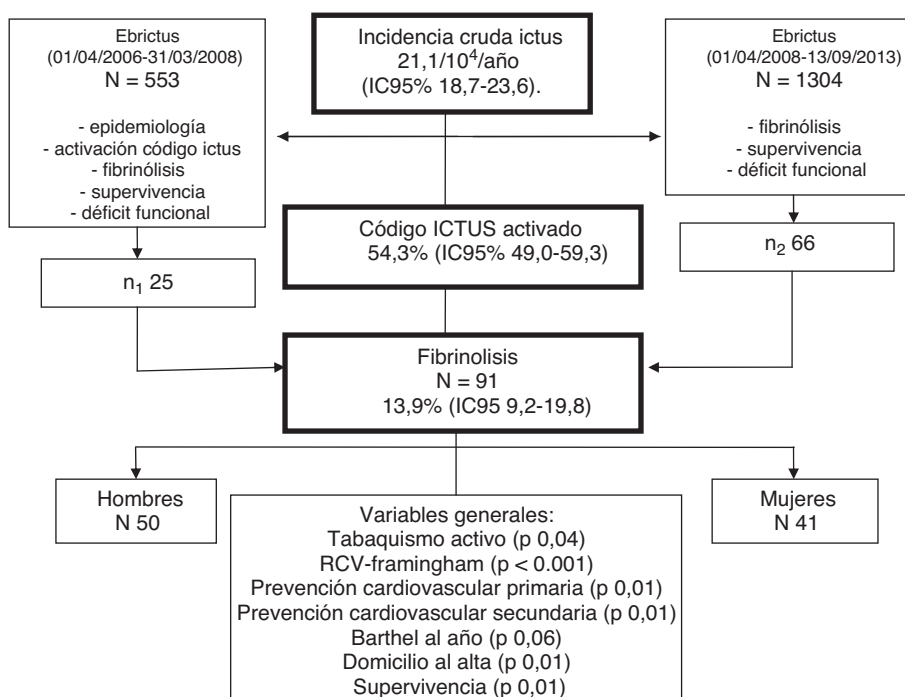 Ebrictus
(01/04/2006-31/03/2008)
N = 553
- epidemiología
- activación código ictus
- fibrinólisis
- supervivencia
- déficit funcional
Incidencia cruda ictus
21,1/10⁴/año
(IC95% 18,7-23,6).
Ebrictus
(01/04/2008-13/09/2013)
N = 1304
- fibrinólisis
- supervivencia
- déficit funcional
Código ICTUS activado
54,3% (IC95% 49,0-59,3)
n₁ 25
n₂ 66
Fibrinolisis
N = 91
13,9% (IC95 9,2-19,8)
Hombres
N 50
Mujeres
N 41
Variables generales:
Tabaquismo activo (p 0,04)
RCV-framingham (p < 0.001)
Prevención cardiovascular primaria (p 0,01)
Prevención cardiovascular secundaria (p 0,01)
Barthel al año (p 0,06)
Domicilio al alta (p 0,01)
Supervivencia (p 0,01)